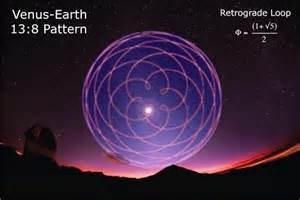 Venus-Earth
13:8 Pattern
Retrograde Loop
Φ = (1+√5)
2